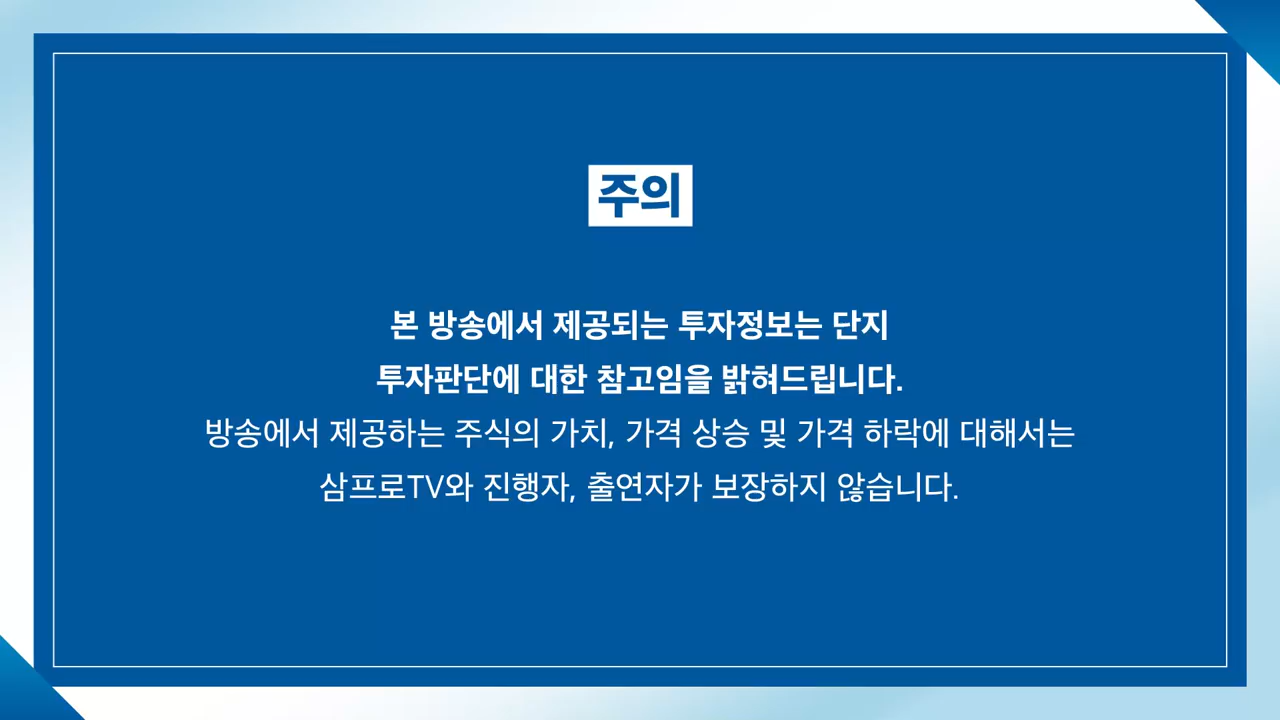 주의
본 방송에서 제공되는 투자정보는 단지
투자판단에 대한 참고임을 밝혀드립니다.
방송에서 제공하는 주식의 가치, 가격 상승 및 가격 하락에 대해서는
삼프로TV와 진행자, 출연자가 보장하지 않습니다.